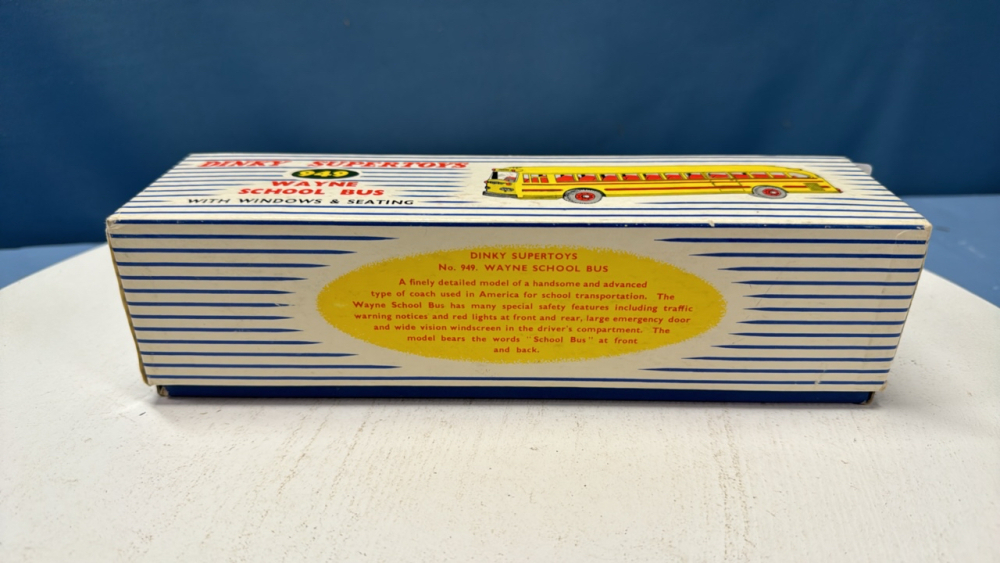 DINKY SUPERTOYS
949
WAYNE
SCHOOL BUS
WITH WINDOWS & SEATING
DINKY SUPERTOYS
No. 949. WAYNE SCHOOL BUS
A finely detailed model of a handsome and advanced
type of coach used in America for school transportation. The
Wayne School Bus has many special safety features including traffic
warning notices and red lights at front and rear, large emergency door
and wide vision windscreen in the driver's compartment. The
model bears the words "School Bus" at front
and back.